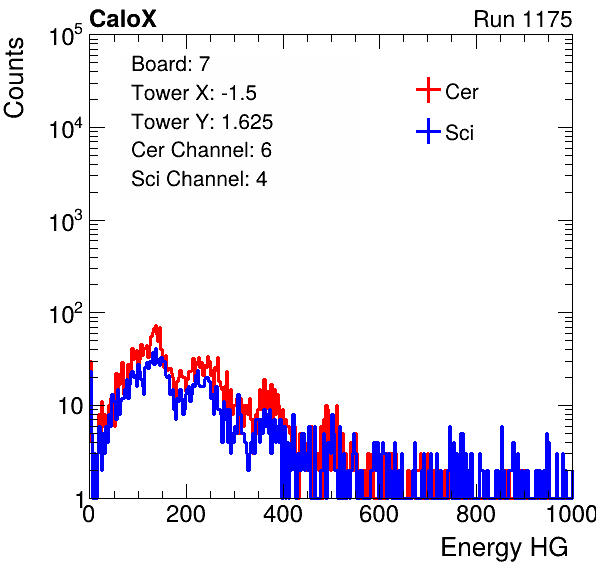 CaloX Run 1175
Counts
10^5
10^4
10^3
10^2
10
1
Board: 7
Tower X: -1.5
Tower Y: 1.625
Cer Channel: 6
Sci Channel: 4
Cer
Sci
0 200 400 600 800 1000
Energy HG